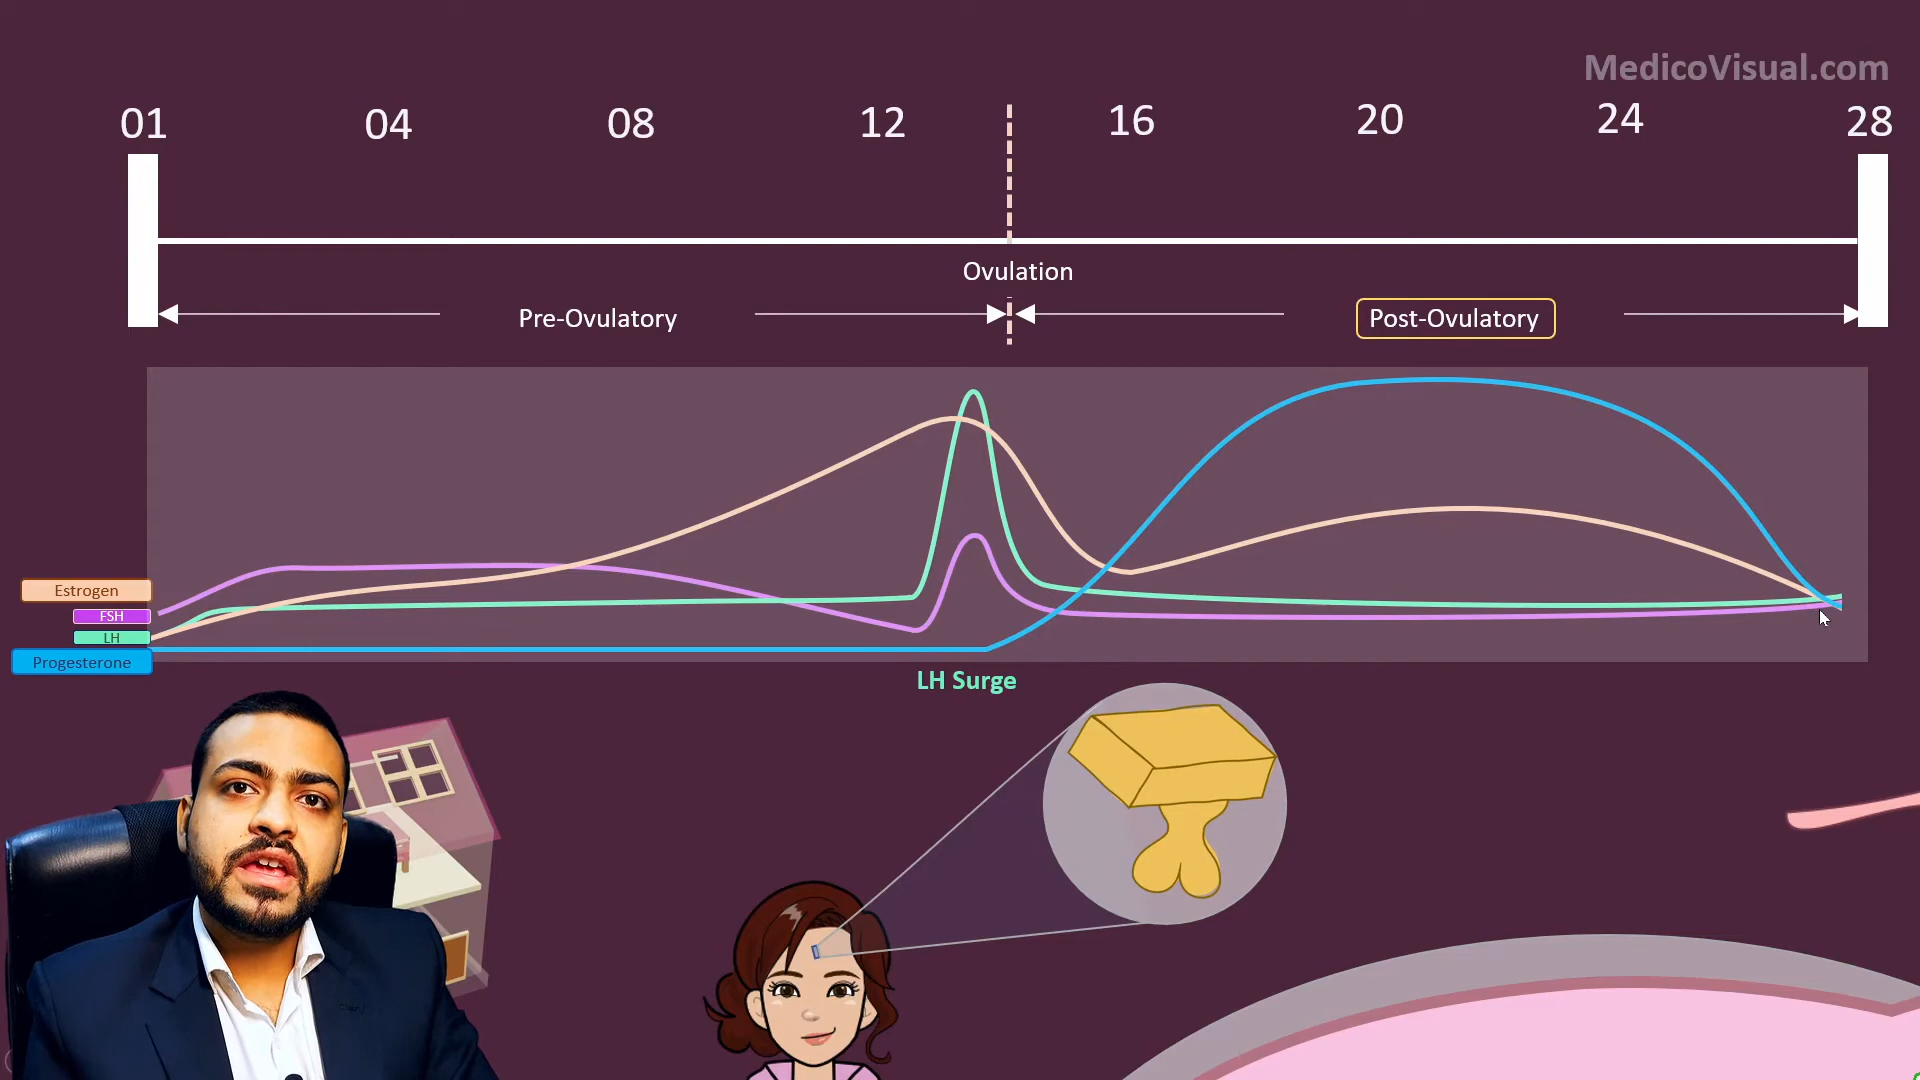 MedicoVisual.com
01 04 08 12 16 20 24 28
Ovulation
Pre-Ovulatory Post-Ovulatory
Estrogen
FSH
LH
Progesterone
LH Surge